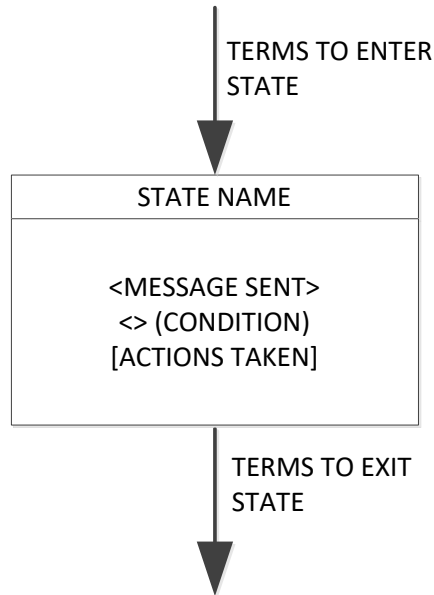 TERMS TO ENTER
STATE
STATE NAME
<MESSAGE SENT>
<> (CONDITION)
[ACTIONS TAKEN]
TERMS TO EXIT
STATE